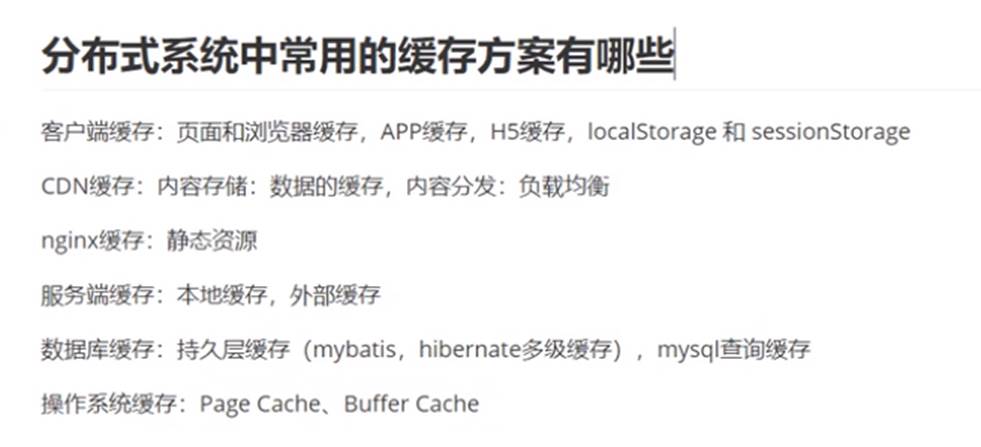 分布式系统中常用的缓存方案有哪些
客户端缓存：页面和浏览器缓存，APP缓存，H5缓存，localStorage 和 sessionStorage
CDN缓存：内容存储：数据的缓存，内容分发：负载均衡
nginx缓存：静态资源
服务端缓存：本地缓存，外部缓存
数据库缓存：持久层缓存（mybatis，hibernate多级缓存），mysql查询缓存
操作系统缓存：Page Cache、Buffer Cache